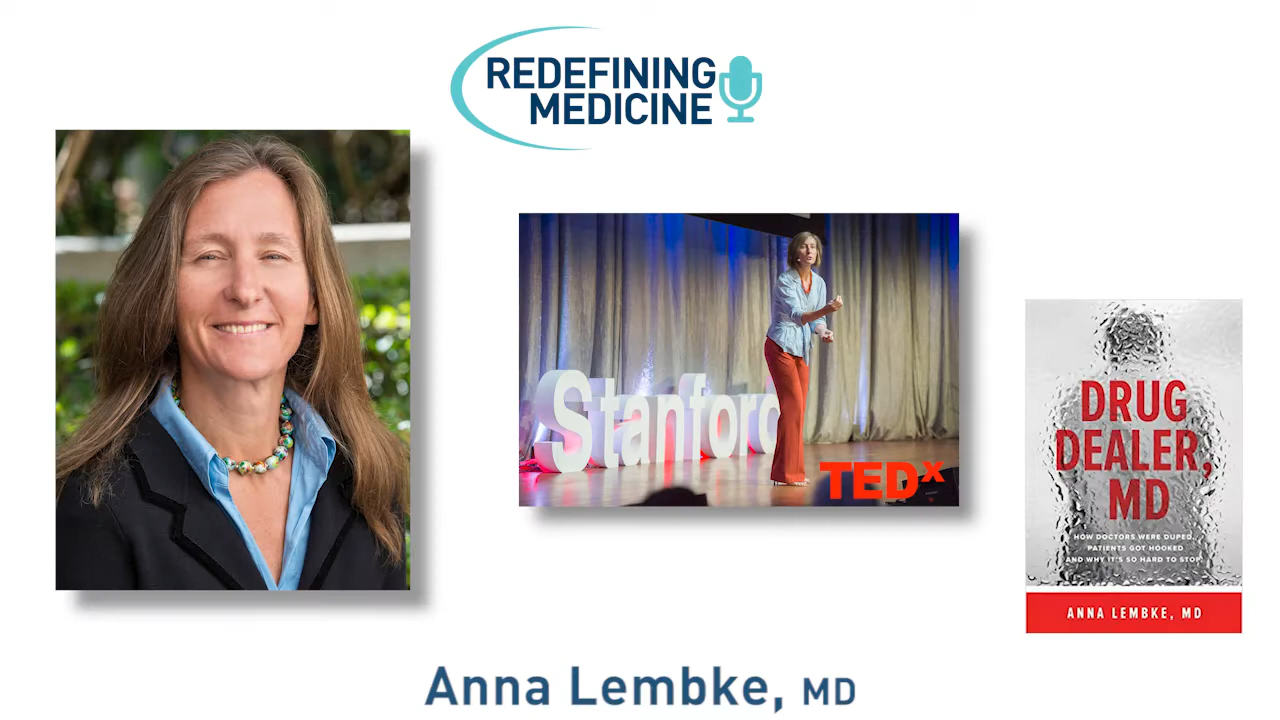 REDEFINING
MEDICINE
Stanford
TEDx
DRUG
DEALER,
MD
HOW DOCTORS WERE DUPED,
PATIENTS GOT HOOKED
AND WHY IT'S SO HARD TO STOP
ANNA LEMBKE, MD
Anna Lembke, MD